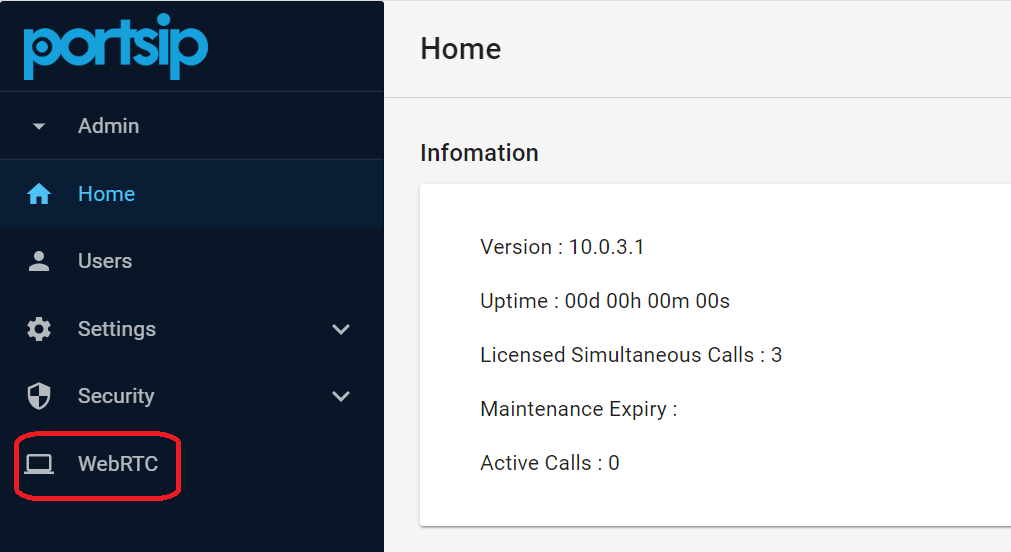 portsip
Admin
Home
Users
Settings
Security
WebRTC
Home
Infomation
Version : 10.0.3.1
Uptime : 00d 00h 00m 00s
Licensed Simultaneous Calls : 3
Maintenance Expiry :
Active Calls : 0